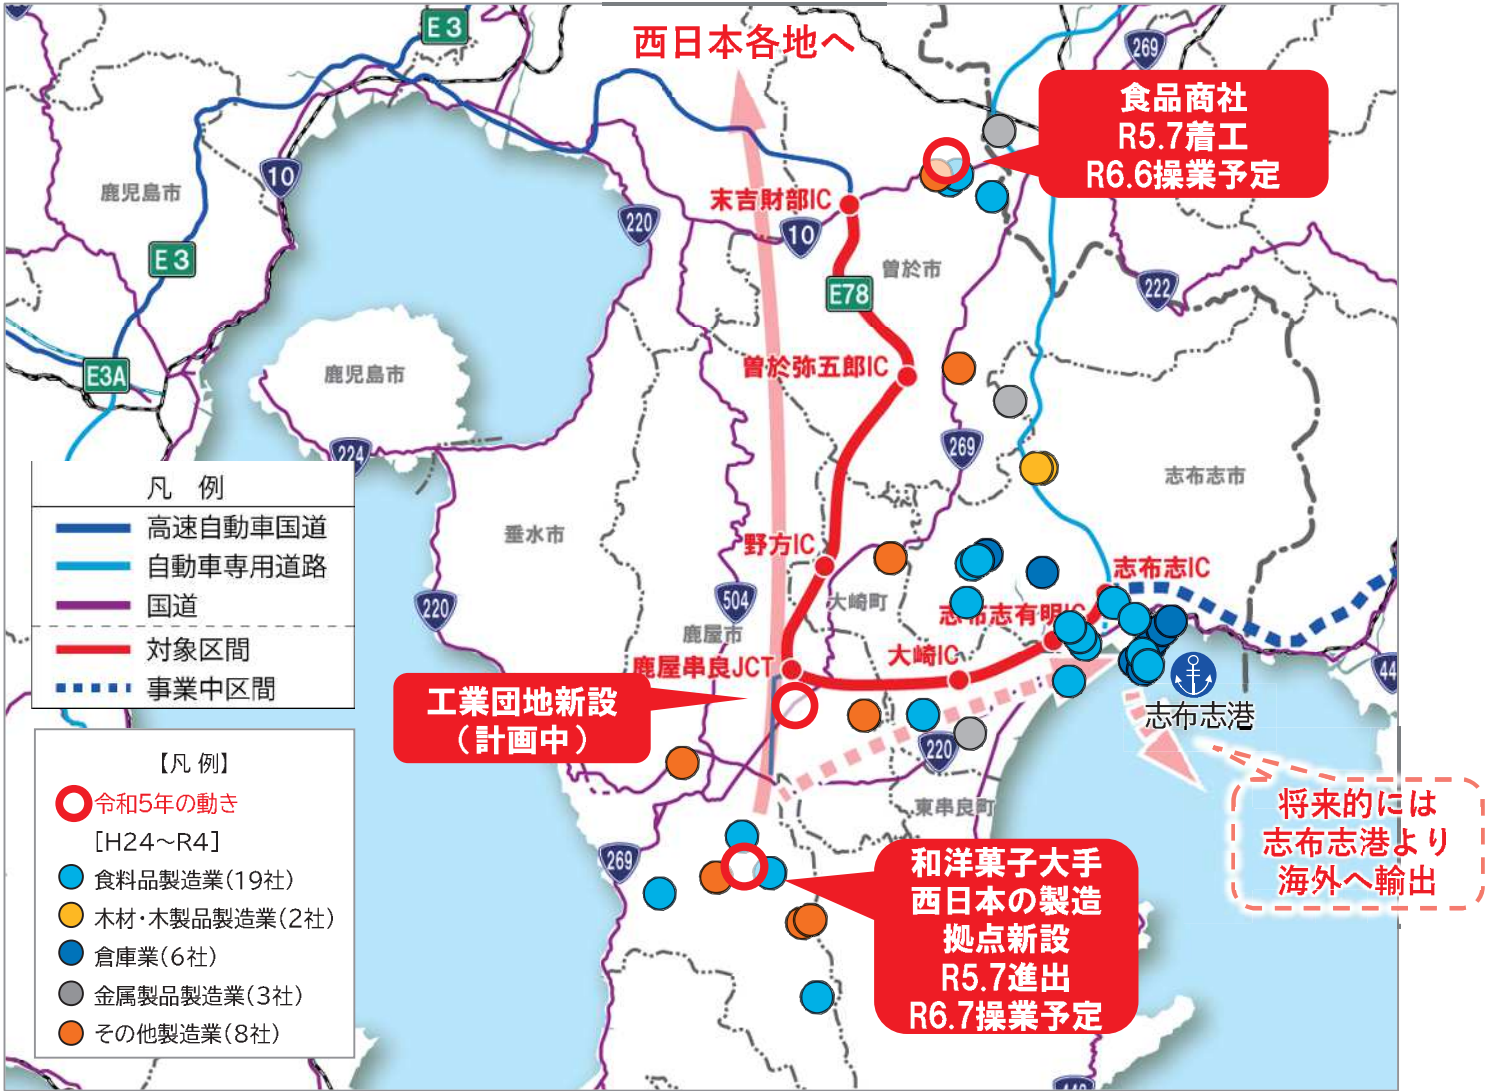 西日本各地へ
E3
269
食品商社
R5.7着工
R6.6操業予定
10
鹿児島市
220
末吉財部IC
10
E3
曽於市
E78
222
曽於弥五郎IC
E3A
鹿児島市
224
269
志布志市
凡 例
高速自動車国道
自動車専用道路
国道
対象区間
事業中区間
垂水市
野方IC
志布志IC
220
504
大崎町
志布志有明IC
鹿屋市
鹿屋串良JCT
大崎IC
44
工業団地新設
(計画中)
志布志港
220
東串良町
【凡 例】
令和5年の動き
[H24～R4]
食料品製造業(19社)
木材・木製品製造業(2社)
倉庫業(6社)
金属製品製造業(3社)
その他製造業(8社)
269
和洋菓子大手
西日本の製造
拠点新設
R5.7進出
R6.7操業予定
将来的には
志布志港より
海外へ輸出